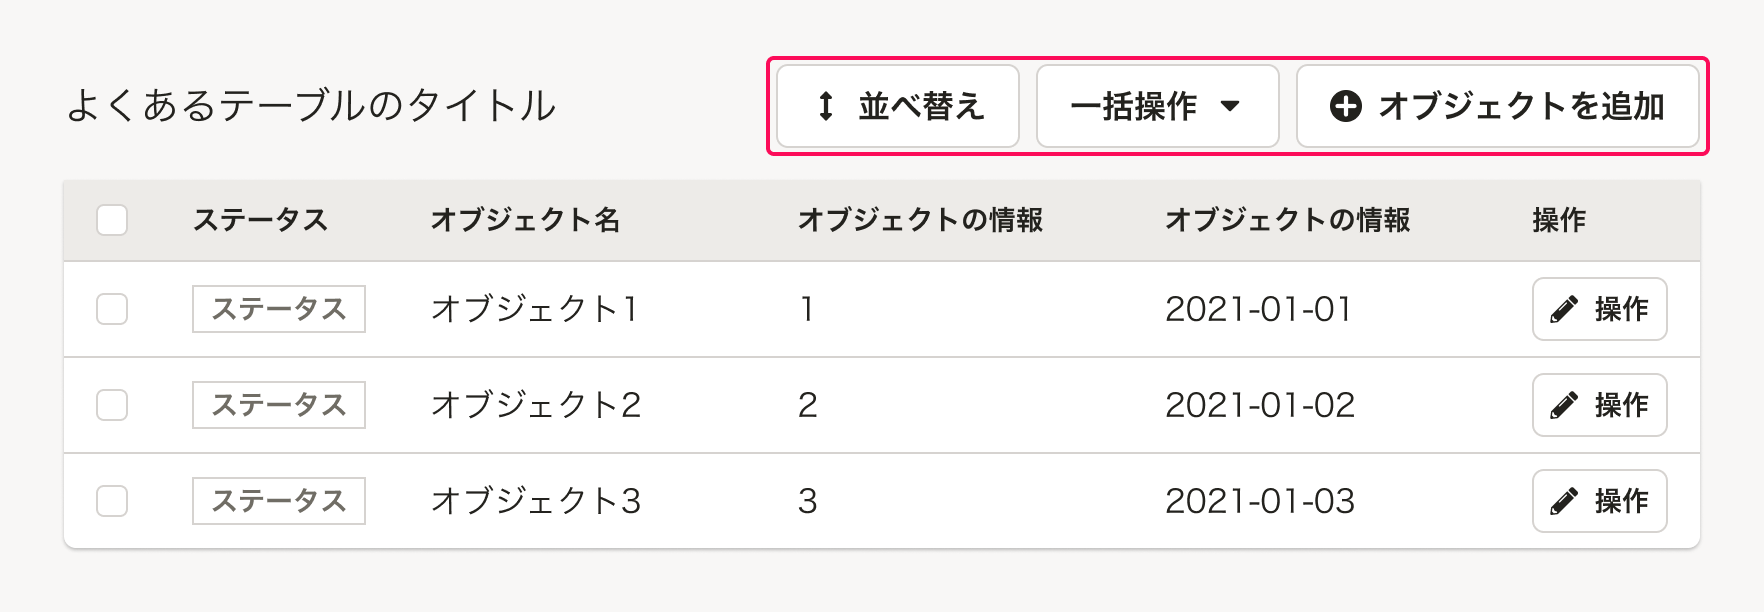 よくあるテーブルのタイトル 並べ替え 一括操作 オブジェクトを追加
ステータス オブジェクト名 オブジェクトの情報 オブジェクトの情報 操作
ステータス オブジェクト1 1 2021-01-01 操作
ステータス オブジェクト2 2 2021-01-02 操作
ステータス オブジェクト3 3 2021-01-03 操作